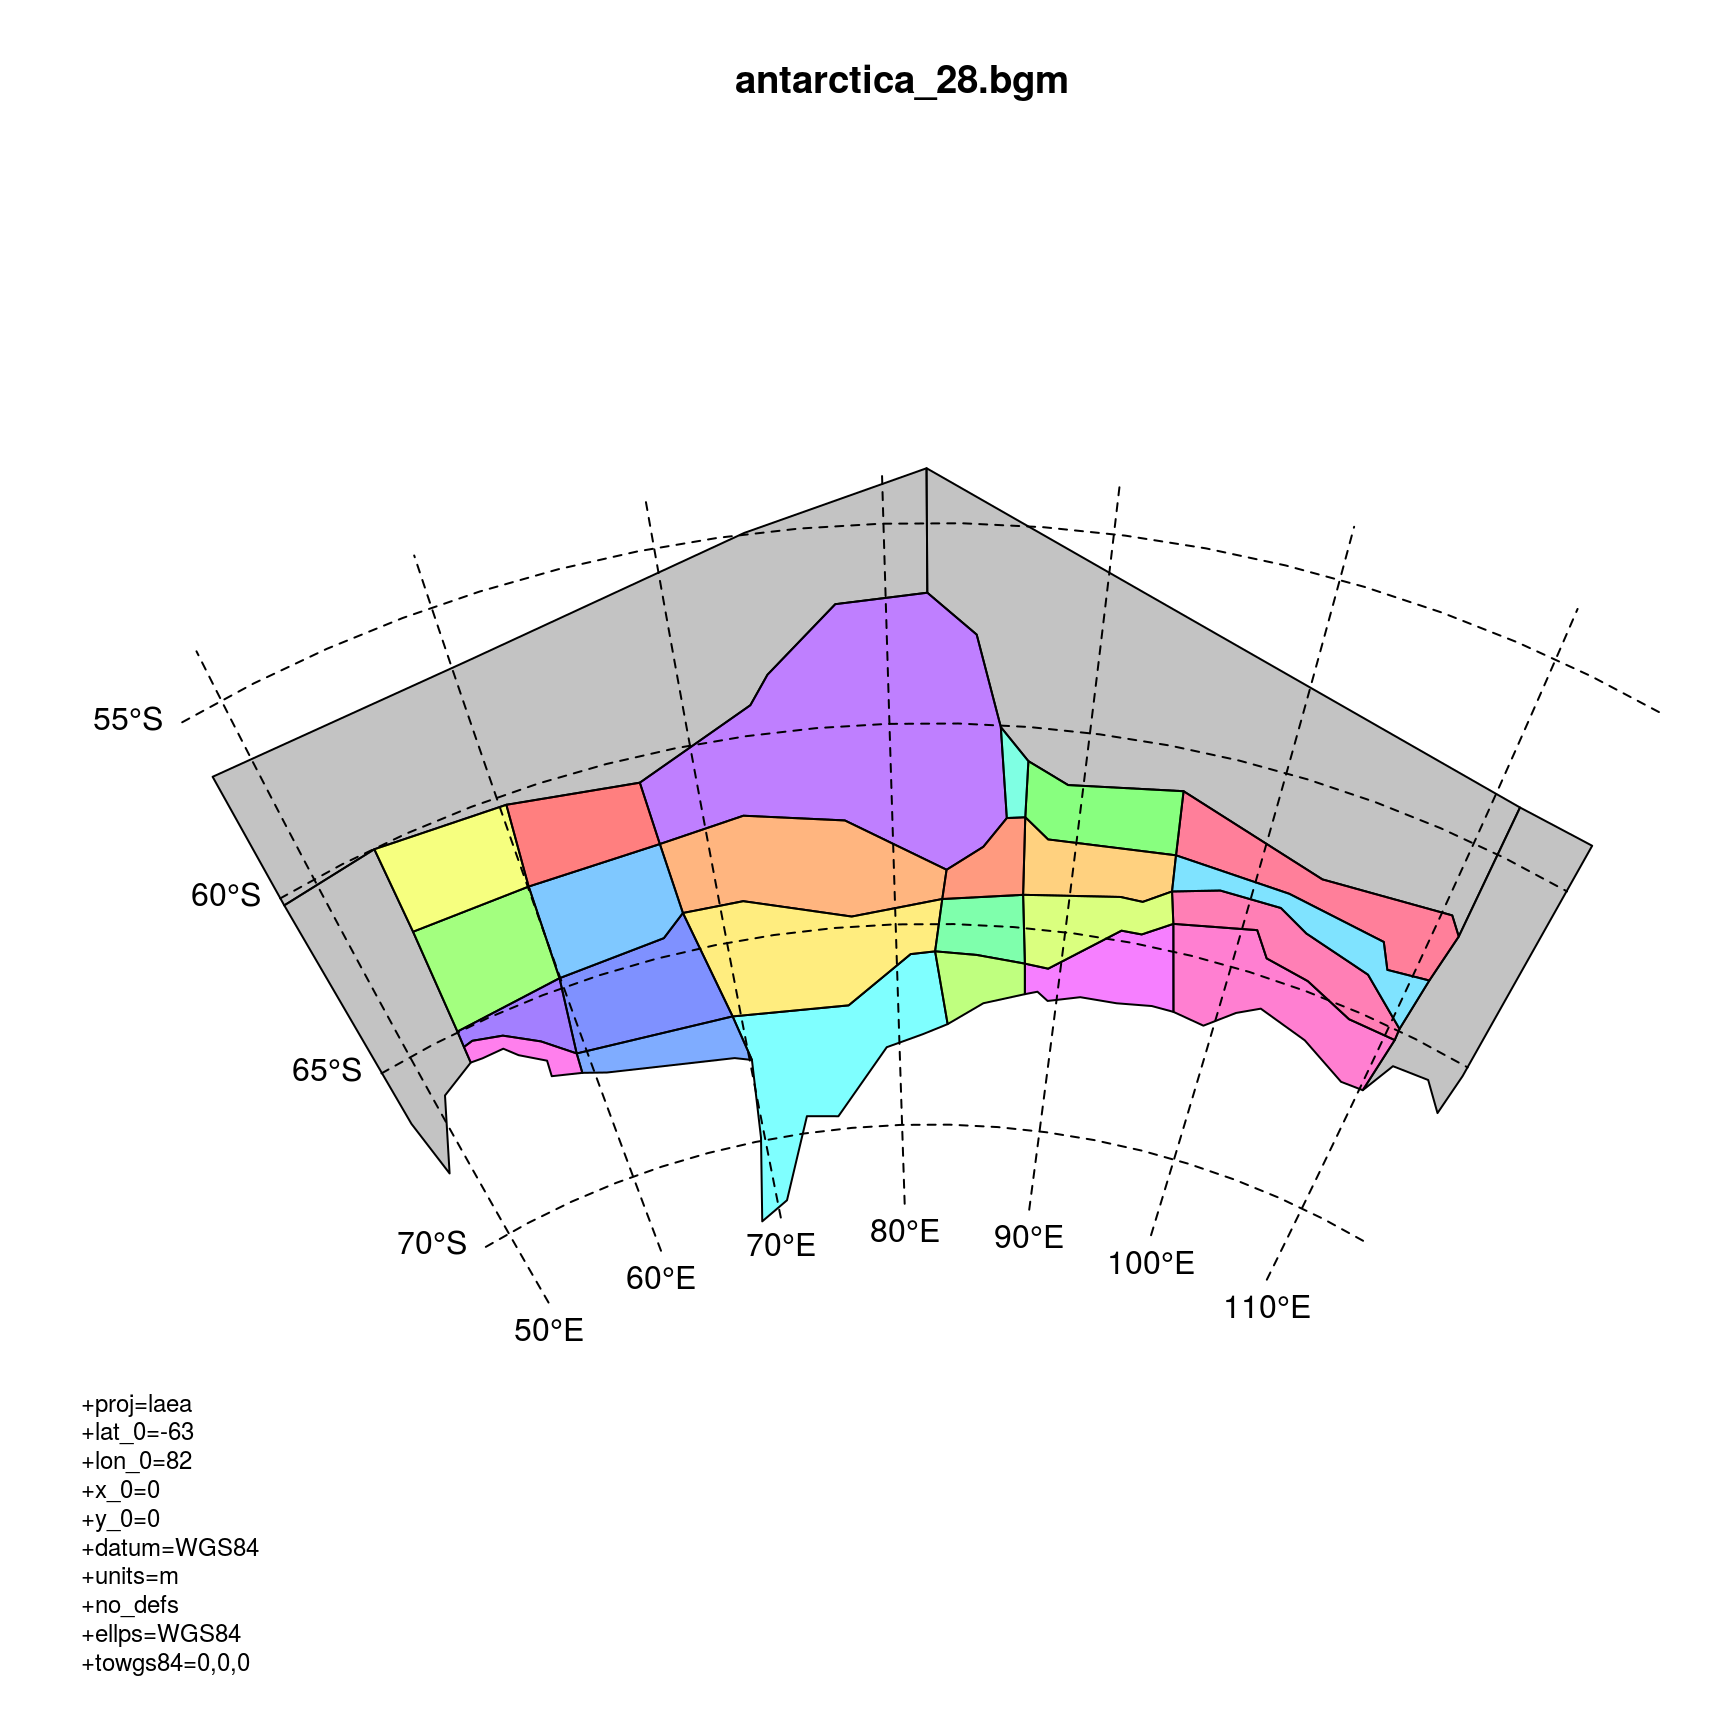 antarctica_28.bgm
55°S
60°S
65°S
70°S
50°E
60°E
70°E
80°E
90°E
100°E
110°E
+proj=laea
+lat_0=-63
+lon_0=82
+x_0=0
+y_0=0
+datum=WGS84
+units=m
+no_defs
+ellps=WGS84
+towgs84=0,0,0